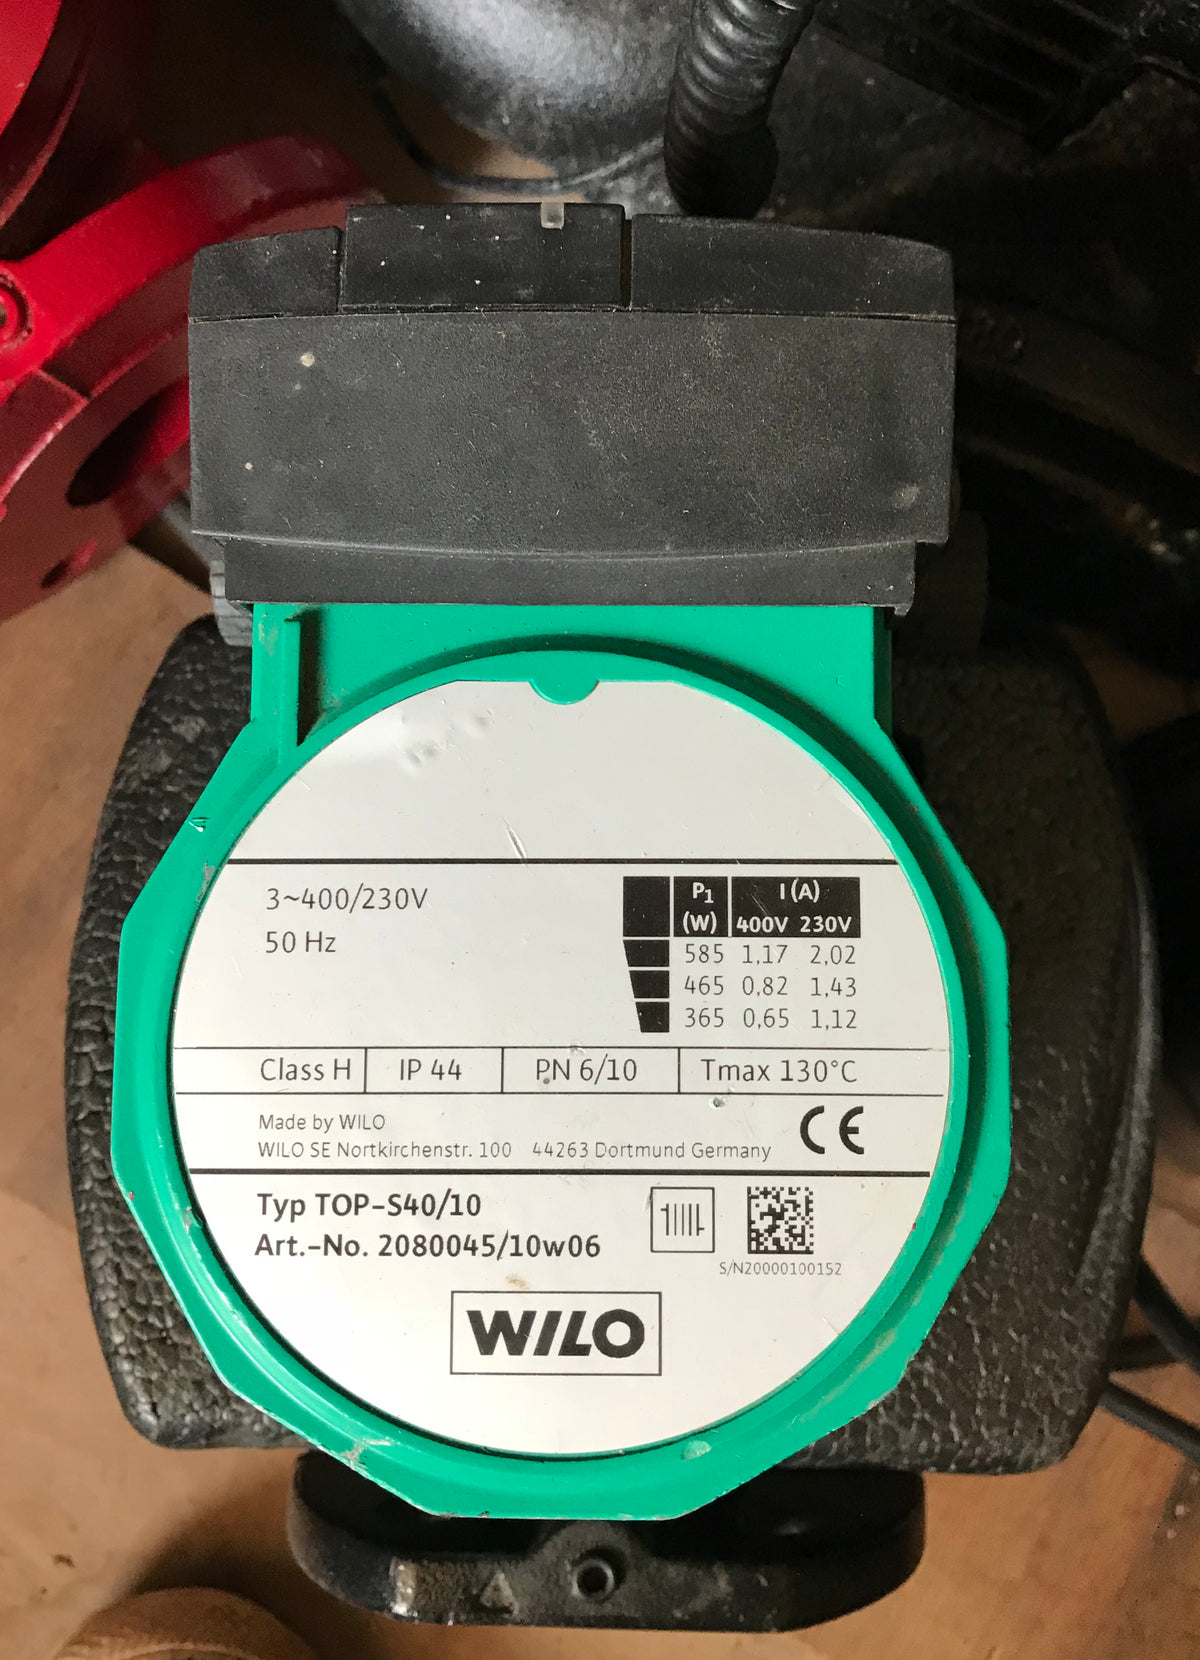 3~400/230V
50 Hz
P1 I (A)
(W) 400V 230V
585 1,17 2,02
465 0,82 1,43
365 0,65 1,12
Class H IP 44 PN 6/10 Tmax 130°C
Made by WILO
WILO SE Nortkirchenstr. 100 44263 Dortmund Germany
CE
Typ TOP-S40/10
Art.-No. 2080045/10w06
S/N20000100152
WILO